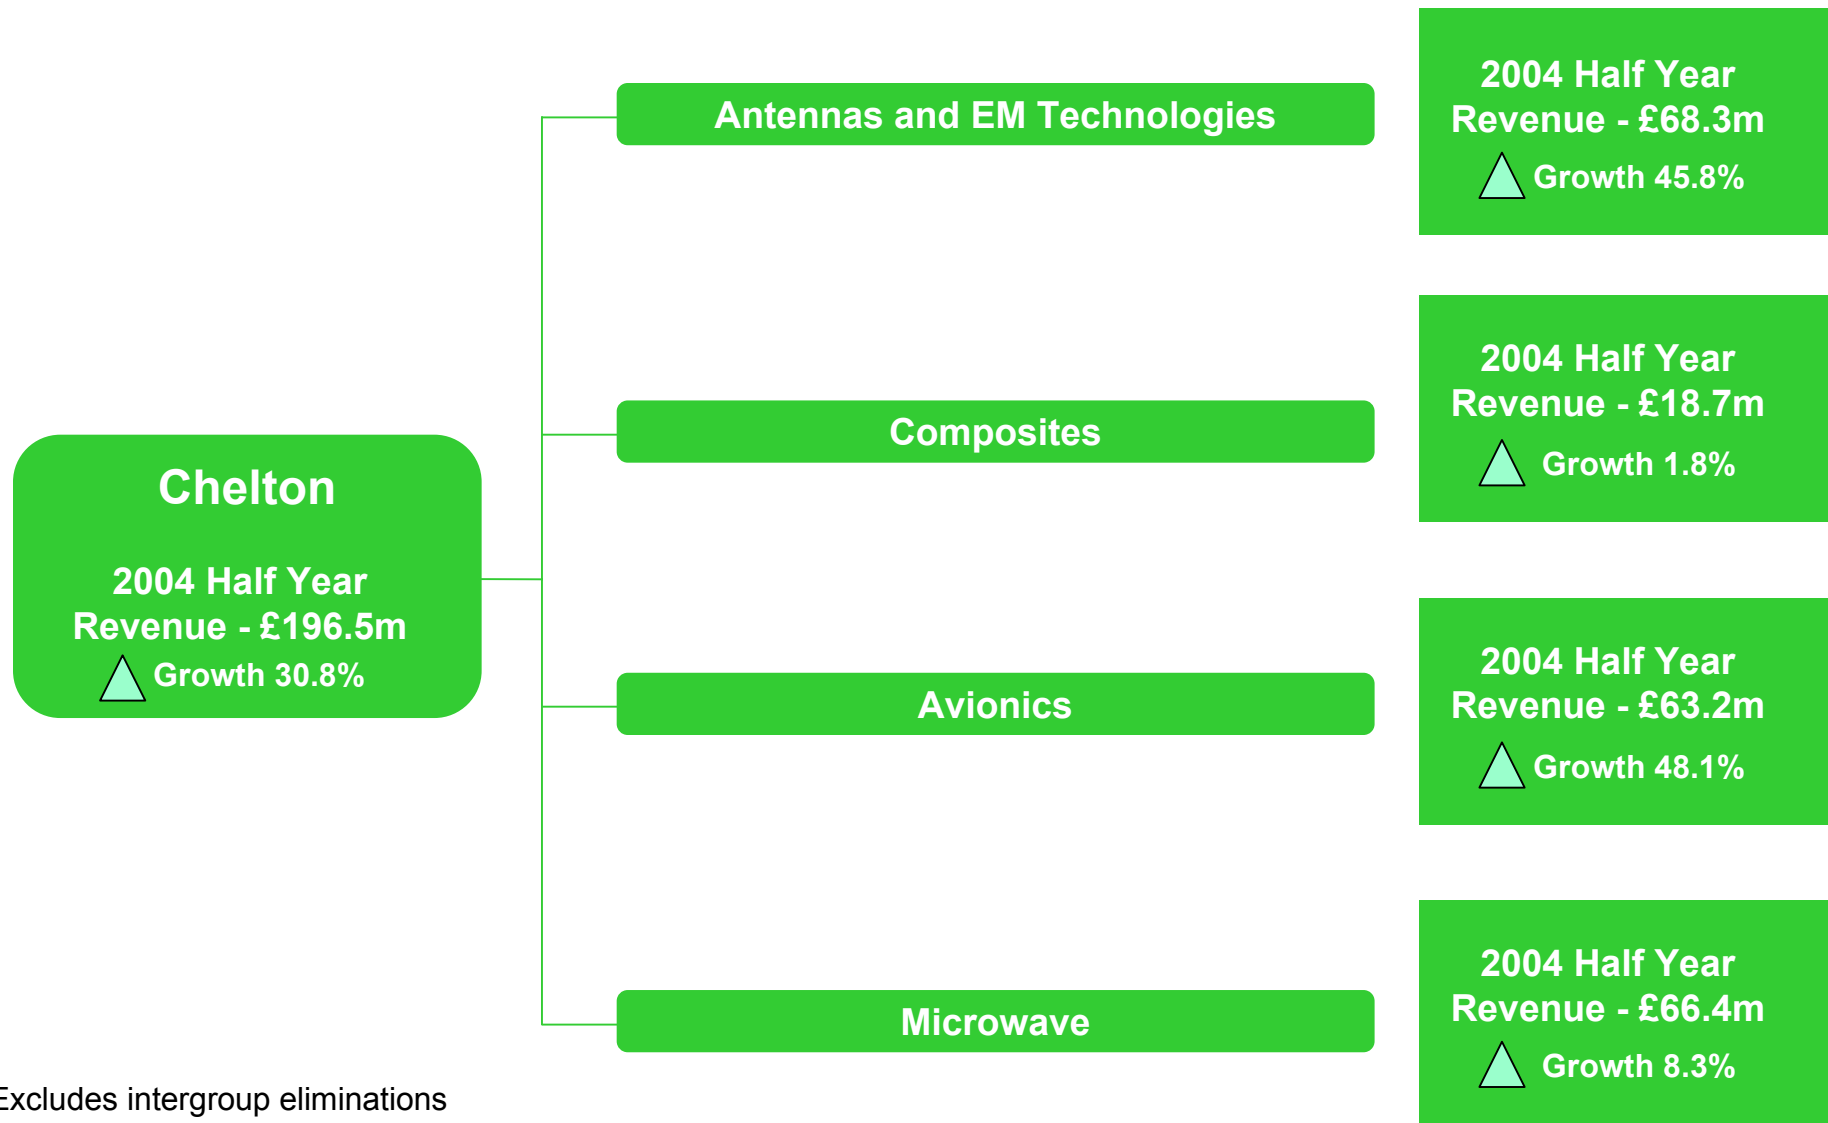 Chelton
2004 Half Year
Revenue - £196.5m
Growth 30.8%
Antennas and EM Technologies
2004 Half Year
Revenue - £68.3m
Growth 45.8%
Composites
2004 Half Year
Revenue - £18.7m
Growth 1.8%
Avionics
2004 Half Year
Revenue - £63.2m
Growth 48.1%
Microwave
2004 Half Year
Revenue - £66.4m
Growth 8.3%
Excludes intergroup eliminations